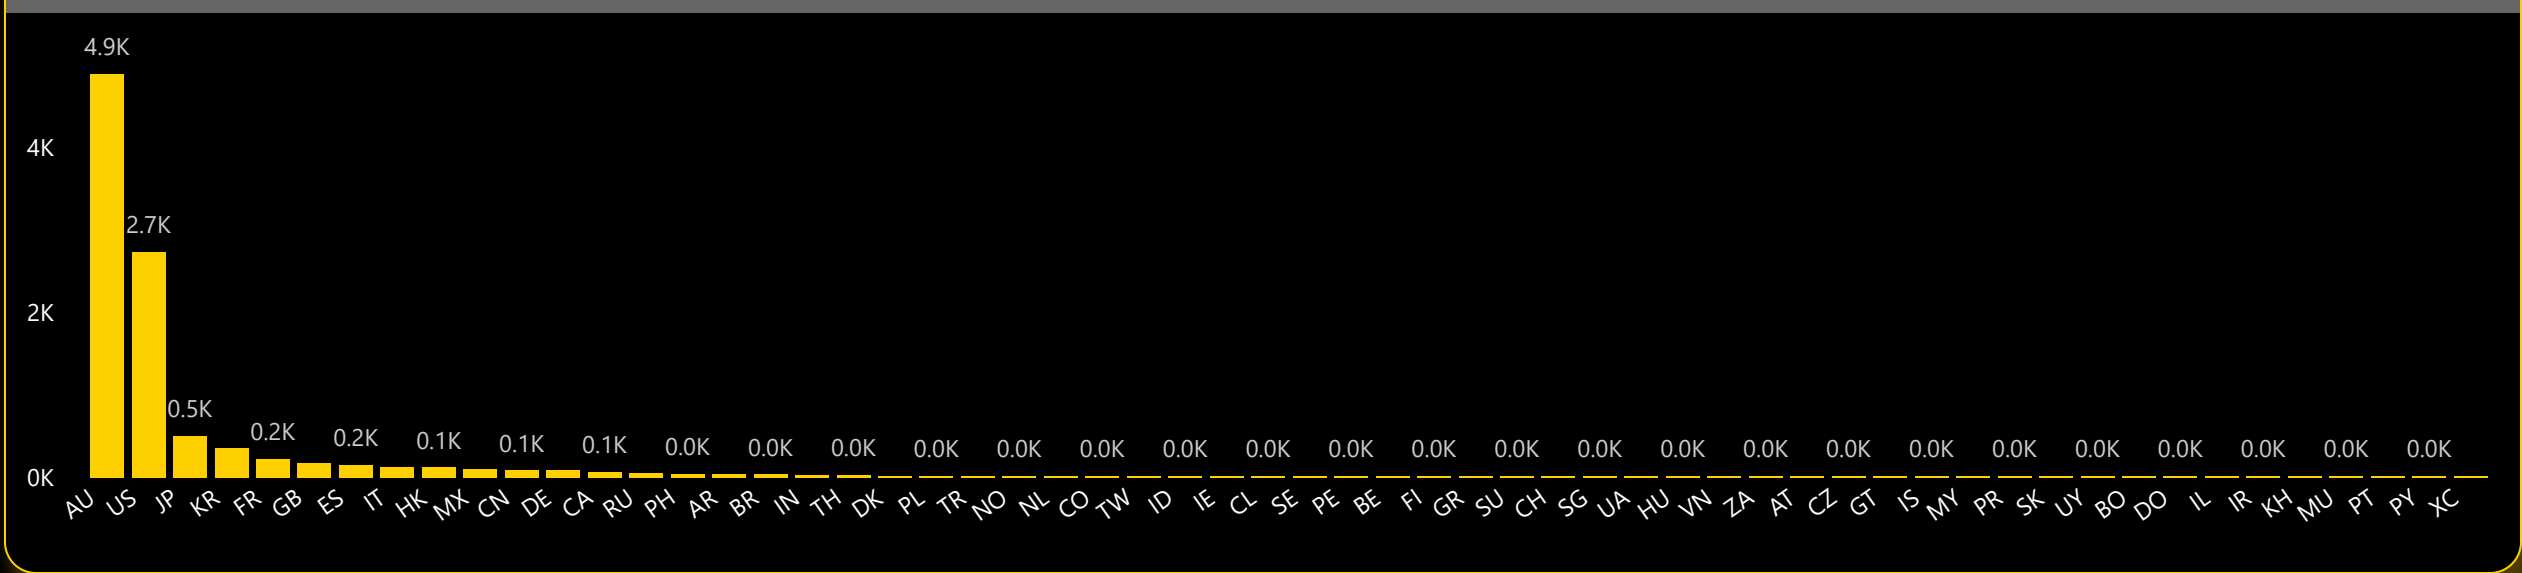 4.9K
4K
2.7K
2K
0.5K
0.2K 0.2K 0.1K 0.1K 0.1K 0.0K 0.0K 0.0K 0.0K 0.0K 0.0K 0.0K 0.0K 0.0K 0.0K 0.0K 0.0K 0.0K 0.0K 0.0K 0.0K 0.0K 0.0K 0.0K 0.0K 0.0K
0K
AU US JP KR FR GB ES IT HK MX CN DE CA RU PH AR BR IN TH DK PL TR NO NL CO TW ID IE CL SE PE BE FI GR SU CH SG UA HU VN ZA AT CZ GT IS MY PR SK UY BO DO IL IR KH MU PT PY XC